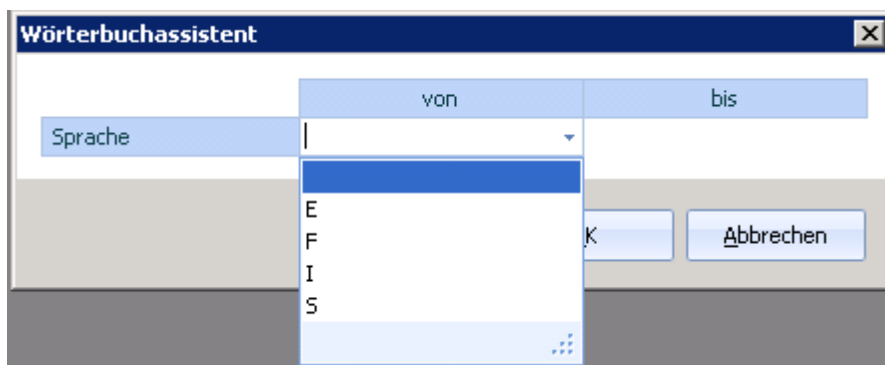 Wörterbuchassistent
von bis
Sprache
E
F
I
S
K Abbrechen